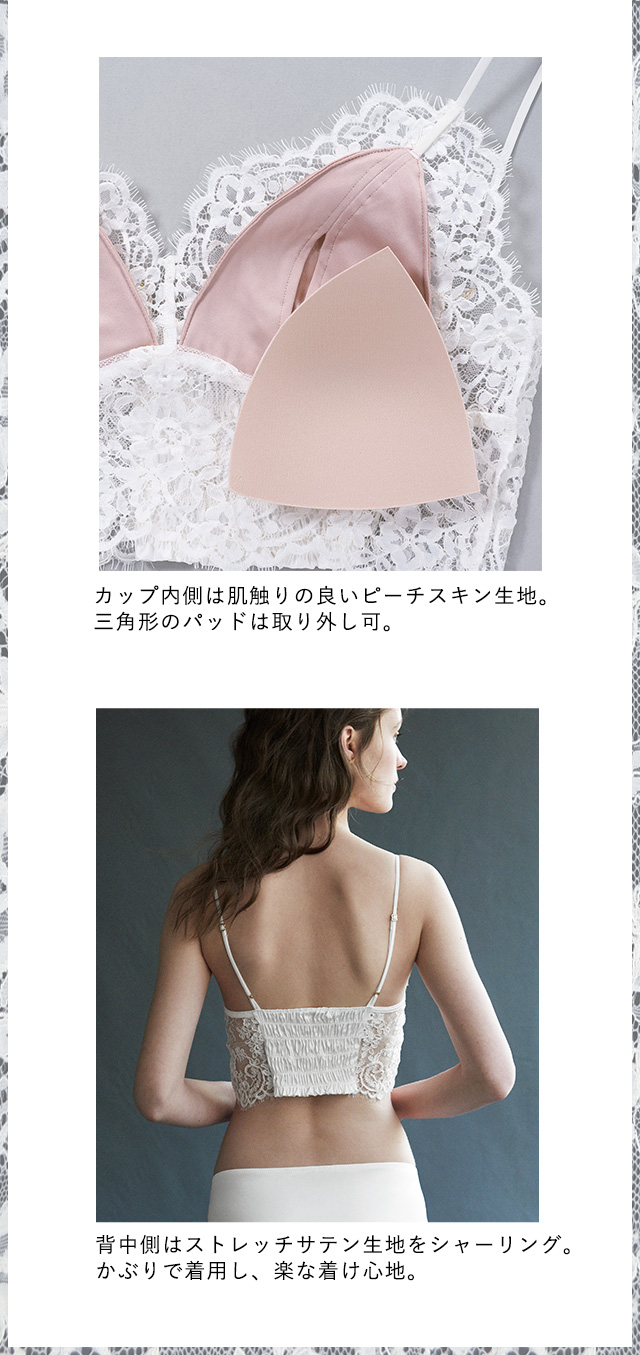 カップ内側は肌触りの良いピーチスキン生地。
三角形のパッドは取り外し可。
背中側はストレッチサテン生地をシャーリング。
かぶりで着用し、楽な着け心地。